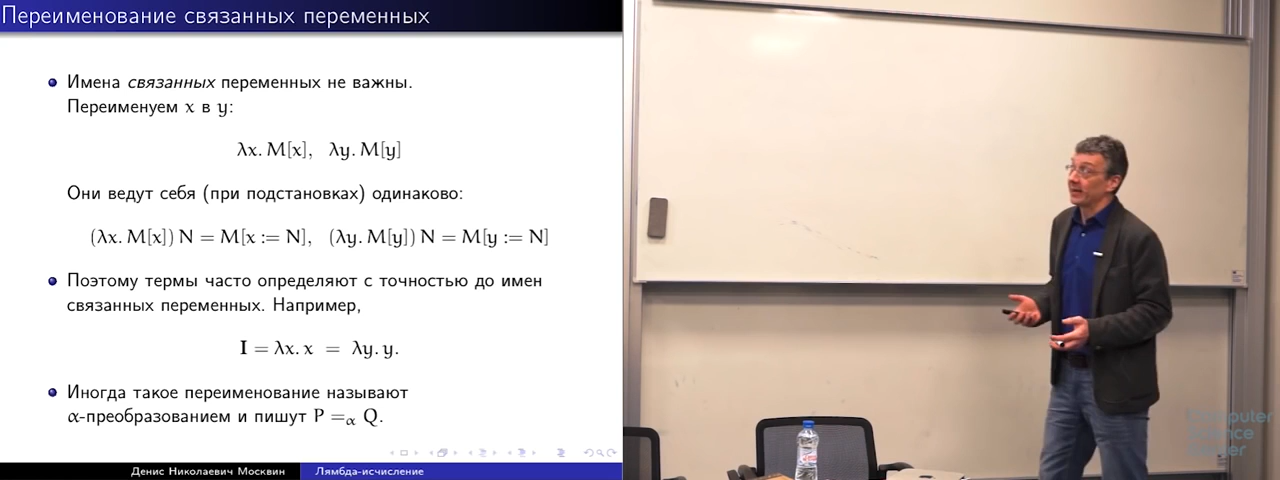 Переименование связанных переменных
Имена связанных переменных не важны.
Переименуем x в y:
λx. M[x], λy. M[y]
Они ведут себя (при подстановках) одинаково:
(λx. M[x]) N = M[x := N], (λy. M[y]) N = M[y := N]
Поэтому термы часто определяют с точностью до имен
связанных переменных. Например,
I = λx. x = λy. y.
Иногда такое переименование называют
α-преобразованием и пишут P =α Q.
Денис Николаевич Москвин Лямбда-исчисление
Computer
Science
Center